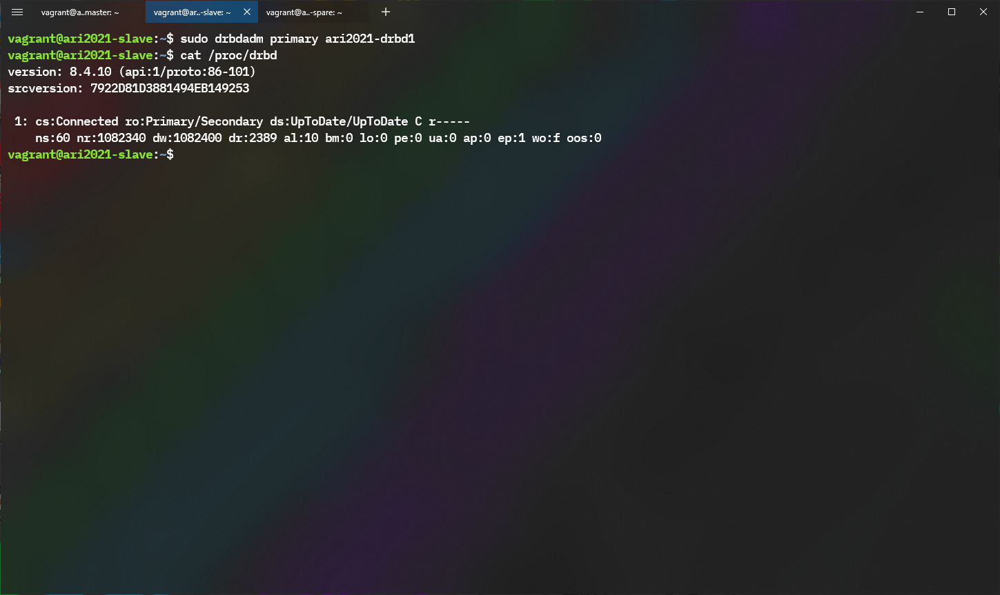 vagrant@a..master: ~
vagrant@ar..-slave: ~
vagrant@a..-spare: ~
vagrant@ari2021-slave:~$ sudo drbdadm primary ari2021-drbd1
vagrant@ari2021-slave:~$ cat /proc/drbd
version: 8.4.10 (api:1/proto:86-101)
srcversion: 7922D81D3881494EB149253
1: cs:Connected ro:Primary/Secondary ds:UpToDate/UpToDate C r-----
ns:60 nr:1082340 dw:1082400 dr:2389 al:10 bm:0 lo:0 pe:0 ua:0 ap:0 ep:1 wo:f oos:0
vagrant@ari2021-slave:~$